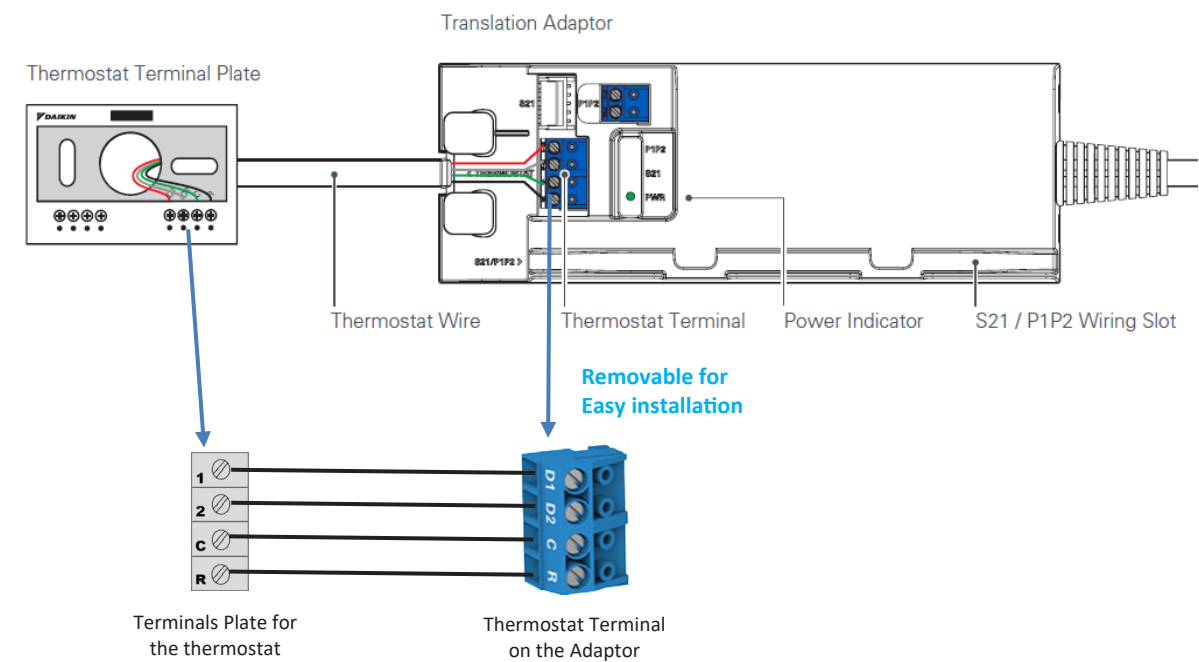 Translation Adaptor
Thermostat Terminal Plate
DAIKIN
S21
P1P2
P1P2
S21
PWR
S21/P1P2 >
Thermostat Wire
Thermostat Terminal
Power Indicator
S21 / P1P2 Wiring Slot
Removable for
Easy installation
1
2
C
R
D1
D2
C
R
Terminals Plate for
the thermostat
Thermostat Terminal
on the Adaptor